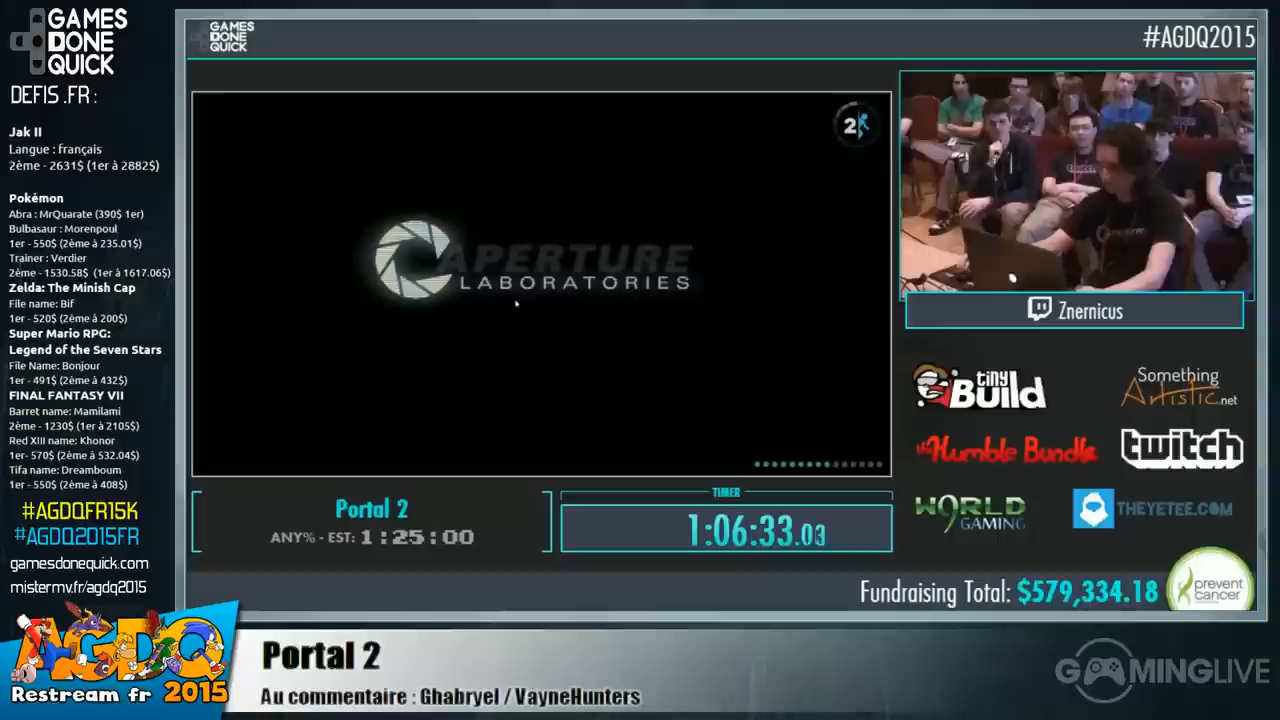 GAMES
DONE
QUICK
DEFIS .FR :
Jak II
Langue : français
2ème - 2631$ (1er à 2882$)
Pokémon
Abra : MrQuarate (390$ 1er)
Bulbasaur : Morenpoul
1er - 550$ (2ème à 235.01$)
Trainer : Verdier
2ème - 1530.58$ (1er à 1617.06$)
Zelda: The Minish Cap
File name: Bif
1er - 520$ (2ème à 200$)
Super Mario RPG:
Legend of the Seven Stars
File Name: Bonjour
1er - 491$ (2ème à 432$)
FINAL FANTASY VII
Barret name: Mamilami
2ème - 1230$ (1er à 2105$)
Red XIII name: Khonor
1er- 570$ (2ème à 532.04$)
Tifa name: Dreamboum
1er - 550$ (2ème à 408$)
#AGDQFR15K
#AGDQ2015FR
gamesdonequick.com
mistermv.fr/agdq2015
AGDQ
Restream fr 2015
GAMES
DONE
QUICK
#AGDQ2015
2
APERTURE
LABORATORIES
Znernicus
tiny
Build
Something
Artistic.net
the Humble Bundle
twitch
WORLD
GAMING
THEYETEE.COM
Portal 2
ANY% - EST: 1:25:00
TIMER
1:06:33.03
Fundraising Total: $579,334.18
prevent
cancer
Portal 2
Au commentaire : Ghabryel / VayneHunters
GAMINGLIVE